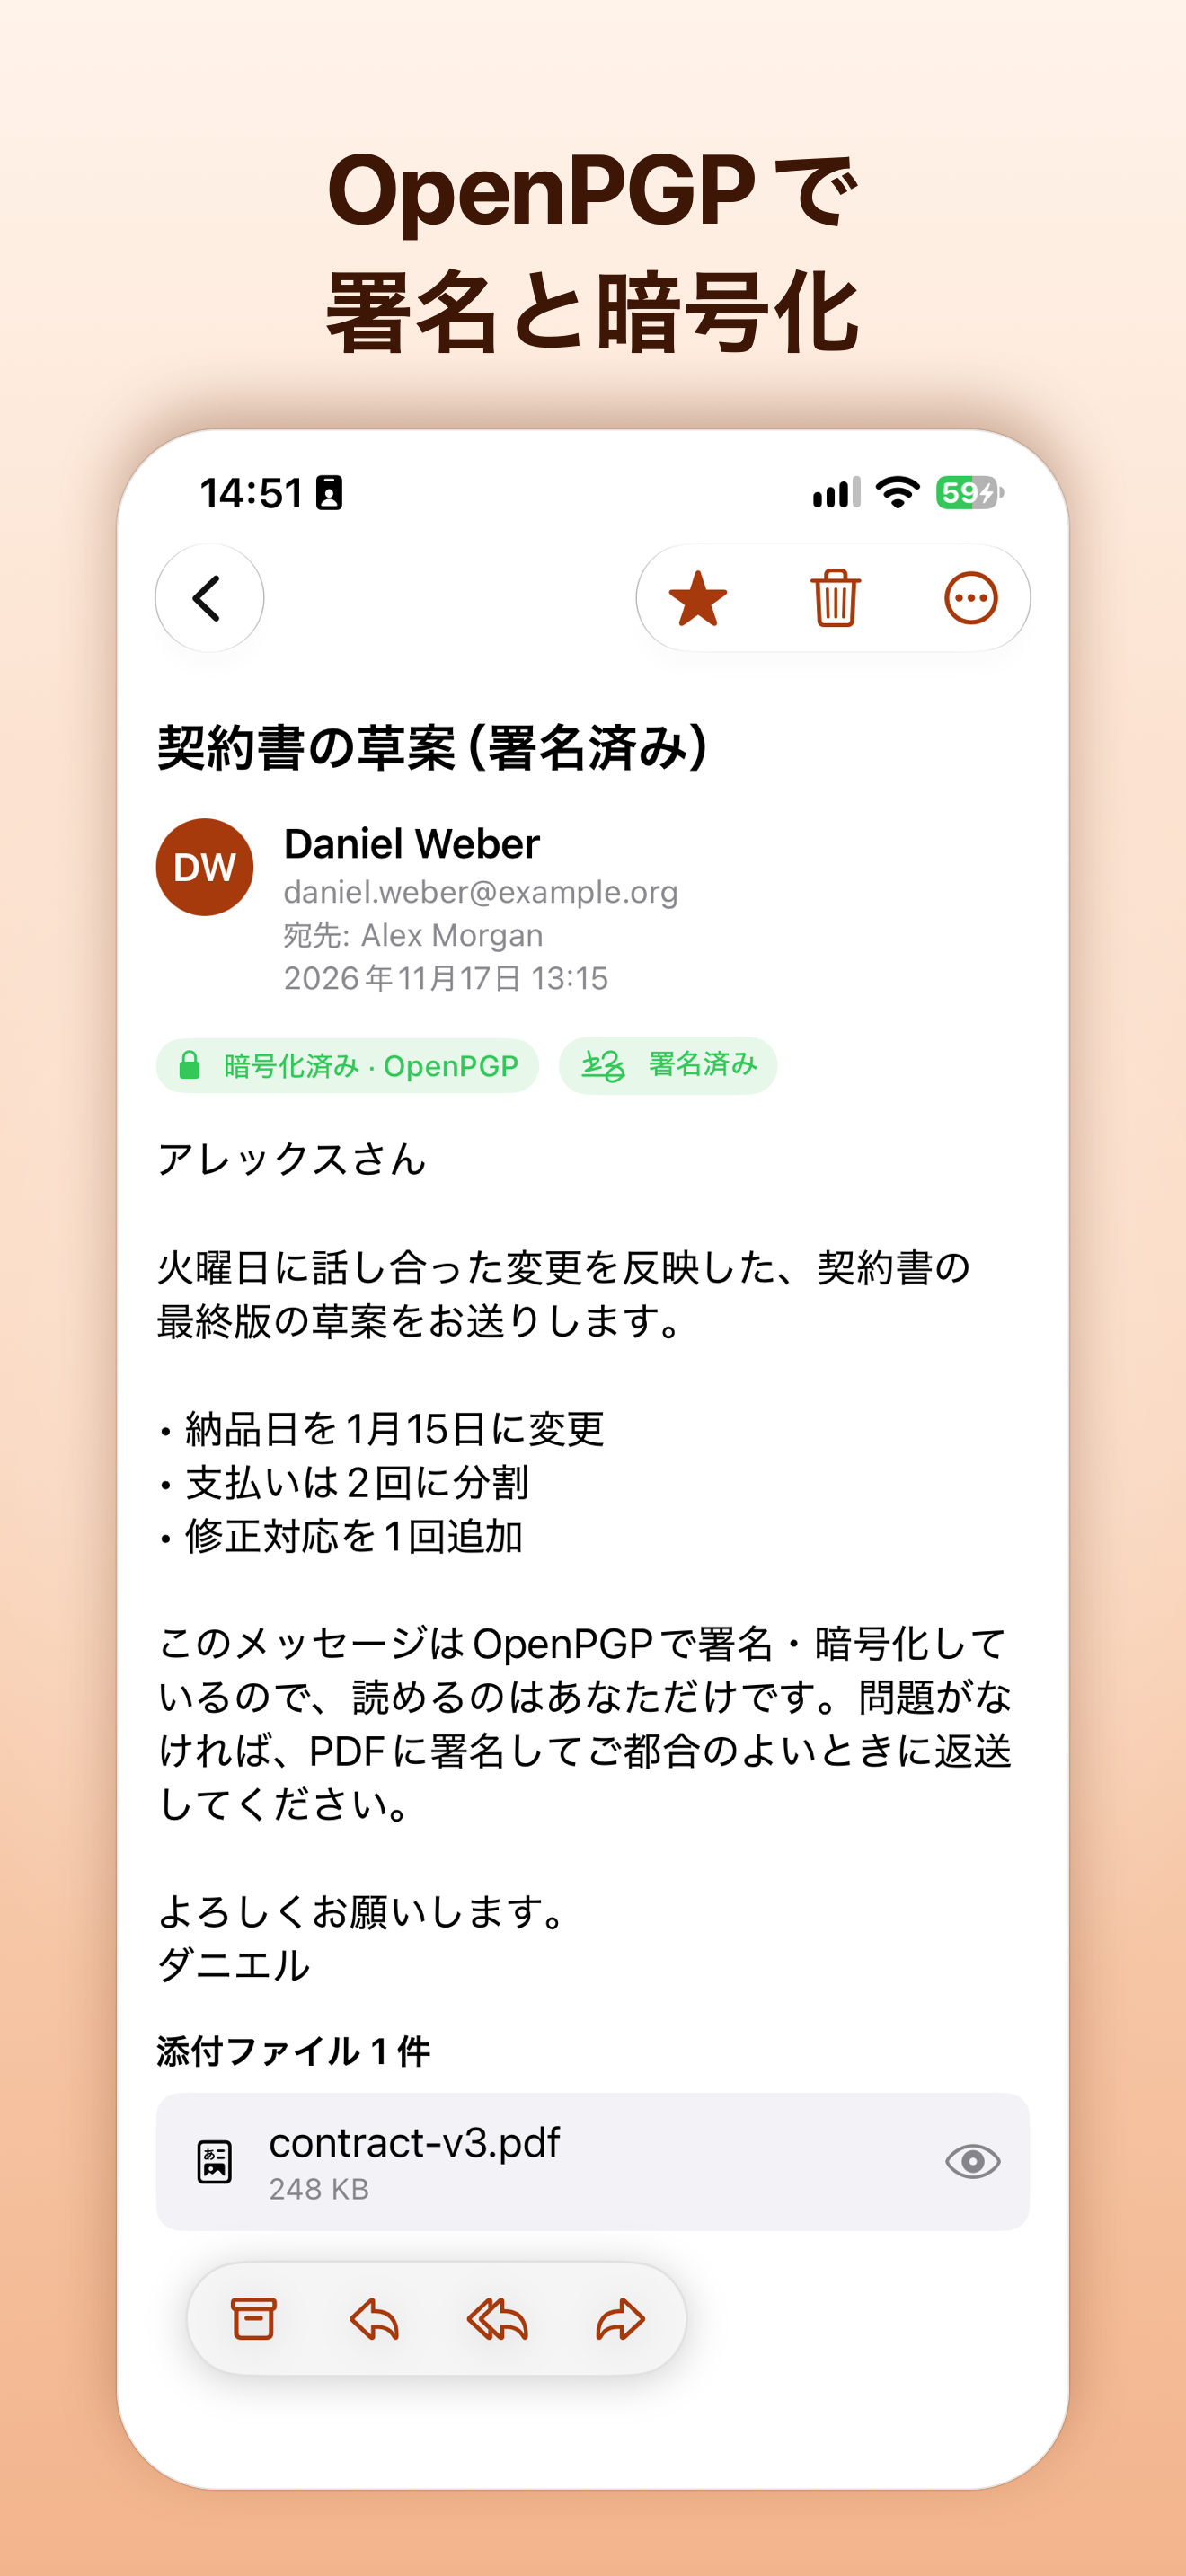 OpenPGPで
署名と暗号化
14:51
59
契約書の草案（署名済み）
DW
Daniel Weber
daniel.weber@example.org
宛先: Alex Morgan
2026年11月17日 13:15
暗号化済み · OpenPGP
署名済み
アレックスさん
火曜日に話し合った変更を反映した、契約書の
最終版の草案をお送りします。
• 納品日を1月15日に変更
• 支払いは2回に分割
• 修正対応を1回追加
このメッセージはOpenPGPで署名・暗号化して
いるので、読めるのはあなただけです。問題がな
ければ、PDFに署名してご都合のよいときに返送
してください。
よろしくお願いします。
ダニエル
添付ファイル 1 件
contract-v3.pdf
248 KB